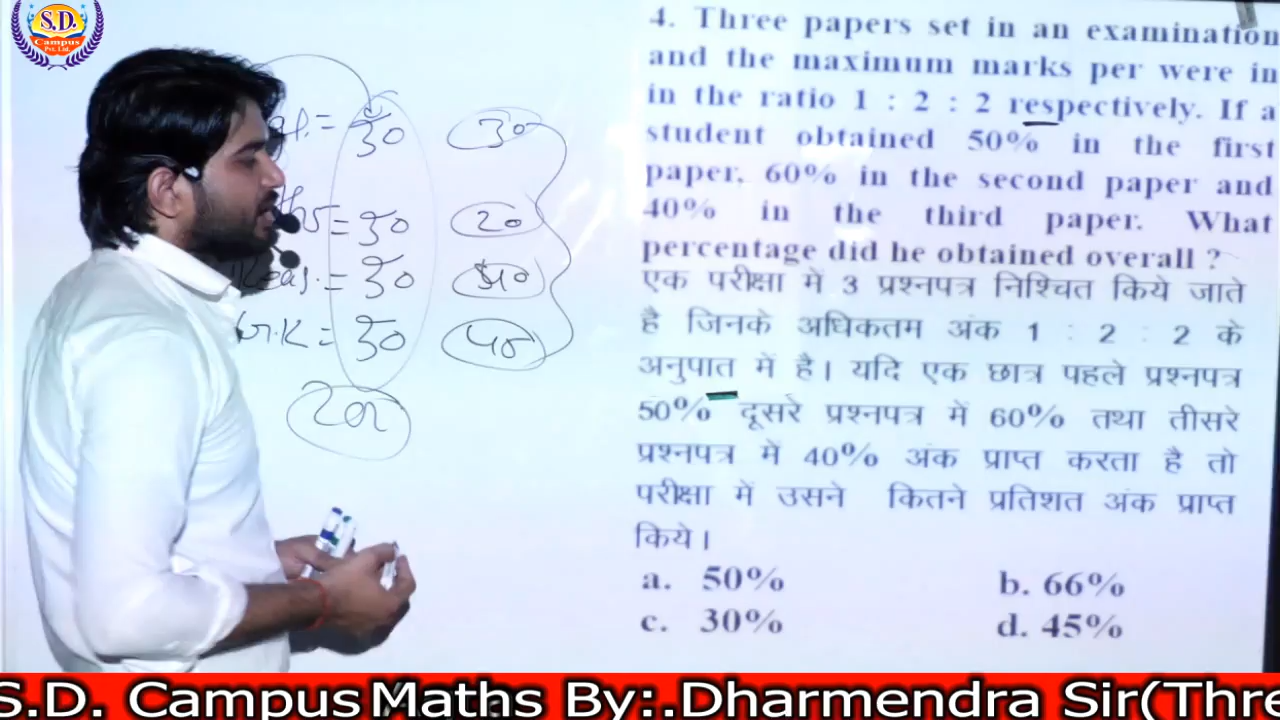 S.D.
Campus
Pvt. Ltd.
= 50
30
= 50
20
= 50
40
G.K = 50
45
200
4. Three papers set in an examination
and the maximum marks per were in
in the ratio 1 : 2 : 2 respectively. If a
student obtained 50% in the first
paper, 60% in the second paper and
40% in the third paper. What
percentage did he obtained overall ?
एक परीक्षा में 3 प्रश्नपत्र निश्चित किये जाते
है जिनके अधिकतम अंक 1 : 2 : 2 के
अनुपात में है। यदि एक छात्र पहले प्रश्नपत्र
50% दूसरे प्रश्नपत्र में 60% तथा तीसरे
प्रश्नपत्र में 40% अंक प्राप्त करता है तो
परीक्षा में उसने कितने प्रतिशत अंक प्राप्त
किये।
a. 50%
b. 66%
c. 30%
d. 45%
S.D. Campus Maths By:.Dharmendra Sir(Thre